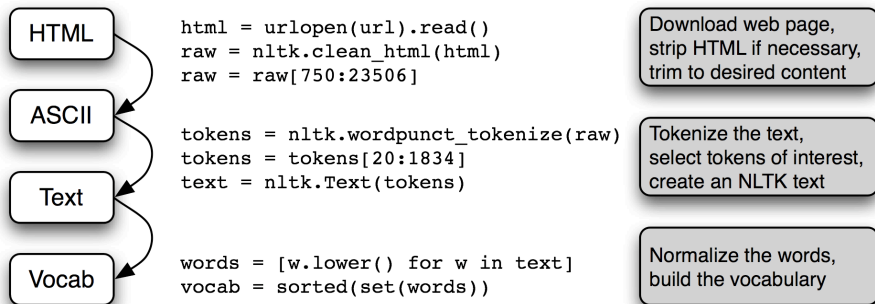 HTML
html = urlopen(url).read()
raw = nltk.clean_html(html)
raw = raw[750:23506]
Download web page,
strip HTML if necessary,
trim to desired content
ASCII
tokens = nltk.wordpunct_tokenize(raw)
tokens = tokens[20:1834]
text = nltk.Text(tokens)
Tokenize the text,
select tokens of interest,
create an NLTK text
Text
words = [w.lower() for w in text]
vocab = sorted(set(words))
Normalize the words,
build the vocabulary
Vocab